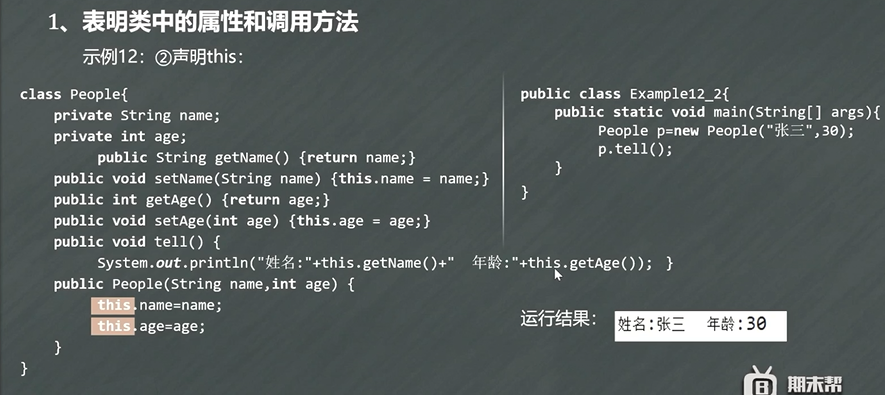 1、表明类中的属性和调用方法
示例12：②声明this：
class People{
private String name;
private int age;
public String getName() {return name;}
public void setName(String name) {this.name = name;}
public int getAge() {return age;}
public void setAge(int age) {this.age = age;}
public void tell() {
System.out.println("姓名:"+this.getName()+"  年龄:"+this.getAge()); }
public People(String name,int age) {
this.name=name;
this.age=age;
}
}
public class Example12_2{
public static void main(String[] args){
People p=new People("张三",30);
p.tell();
}
}
运行结果：
姓名:张三  年龄:30
期末帮